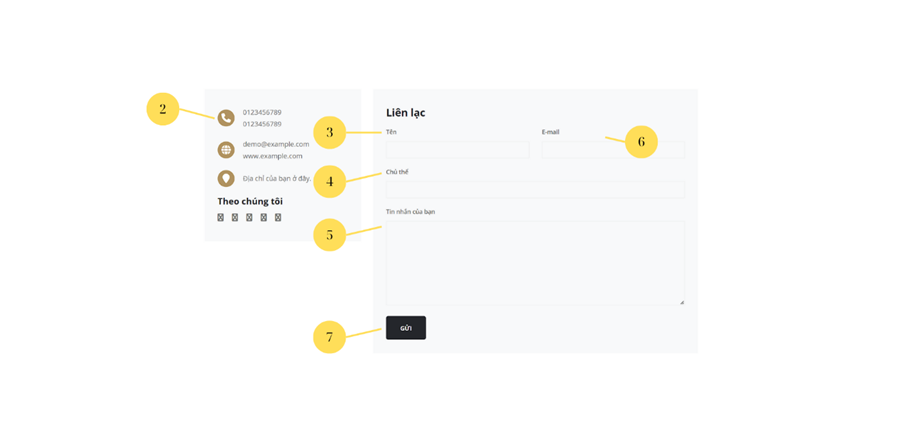 2
0123456789
0123456789
demo@example.com
www.example.com
Địa chỉ của bạn ở đây.
Theo chúng tôi
Liên lạc
3
Tên
E-mail
6
4
Chủ thể
5
Tin nhắn của bạn
7
GỬI